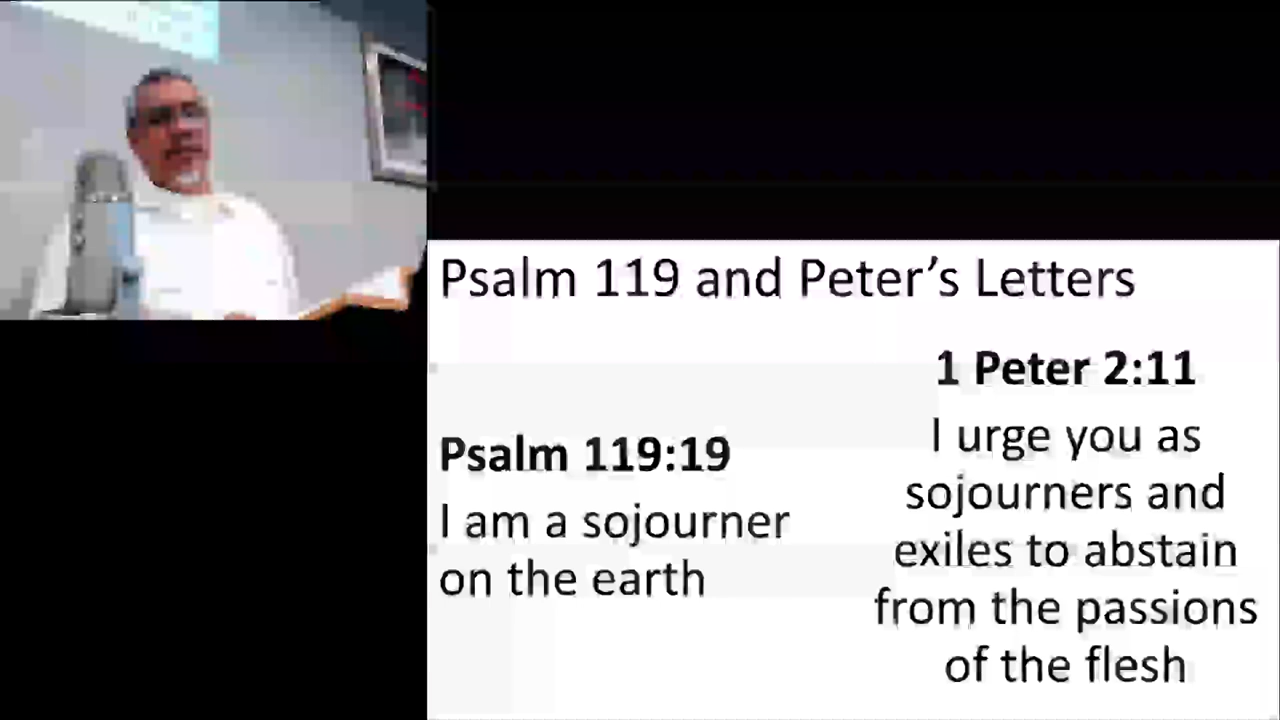 Psalm 119 and Peter’s Letters
Psalm 119:19
I am a sojourner
on the earth
1 Peter 2:11
I urge you as
sojourners and
exiles to abstain
from the passions
of the flesh